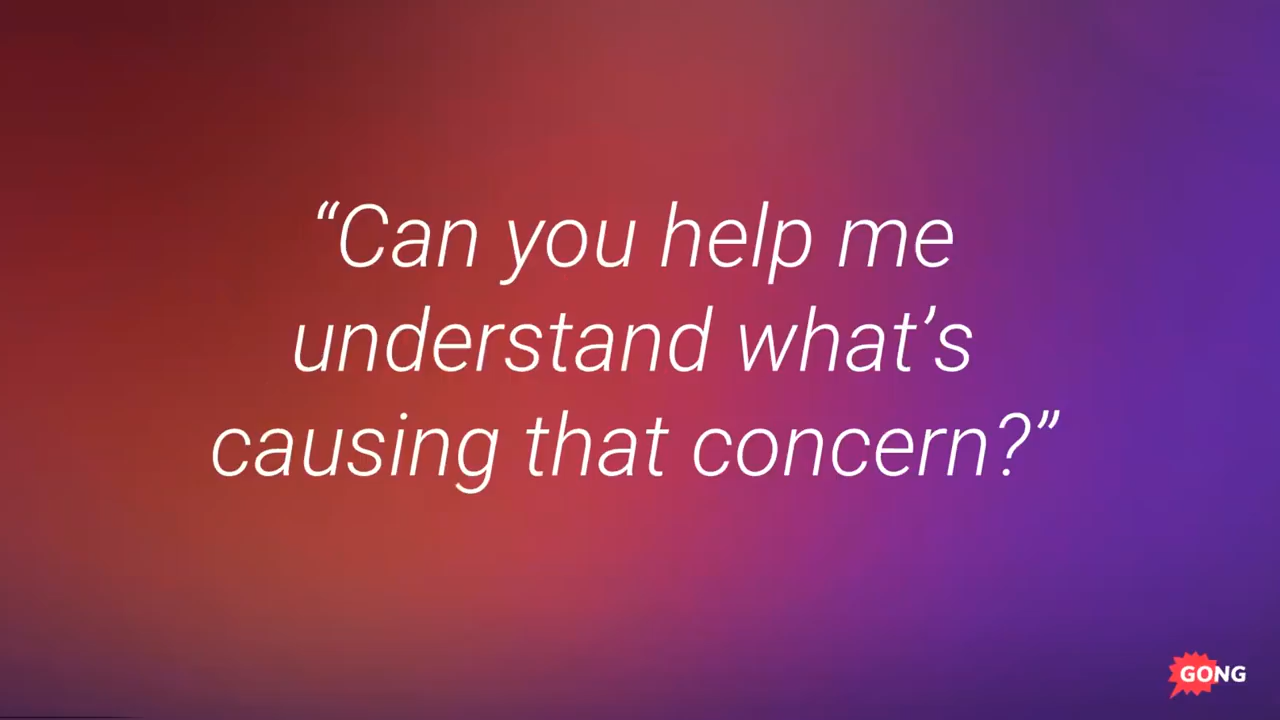 “Can you help me
understand what’s
causing that concern?”
GONG